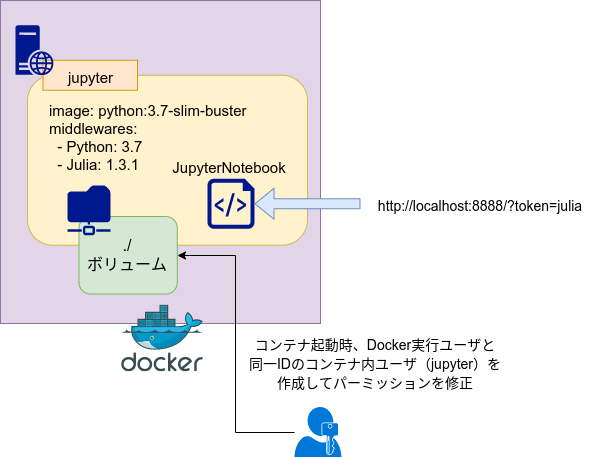 jupyter
image: python:3.7-slim-buster
middlewares:
- Python: 3.7
- Julia: 1.3.1
JupyterNotebook
</>
http://localhost:8888/?token=julia
./
ボリューム
docker
コンテナ起動時、Docker実行ユーザと
同一IDのコンテナ内ユーザ（jupyter）を
作成してパーミッションを修正